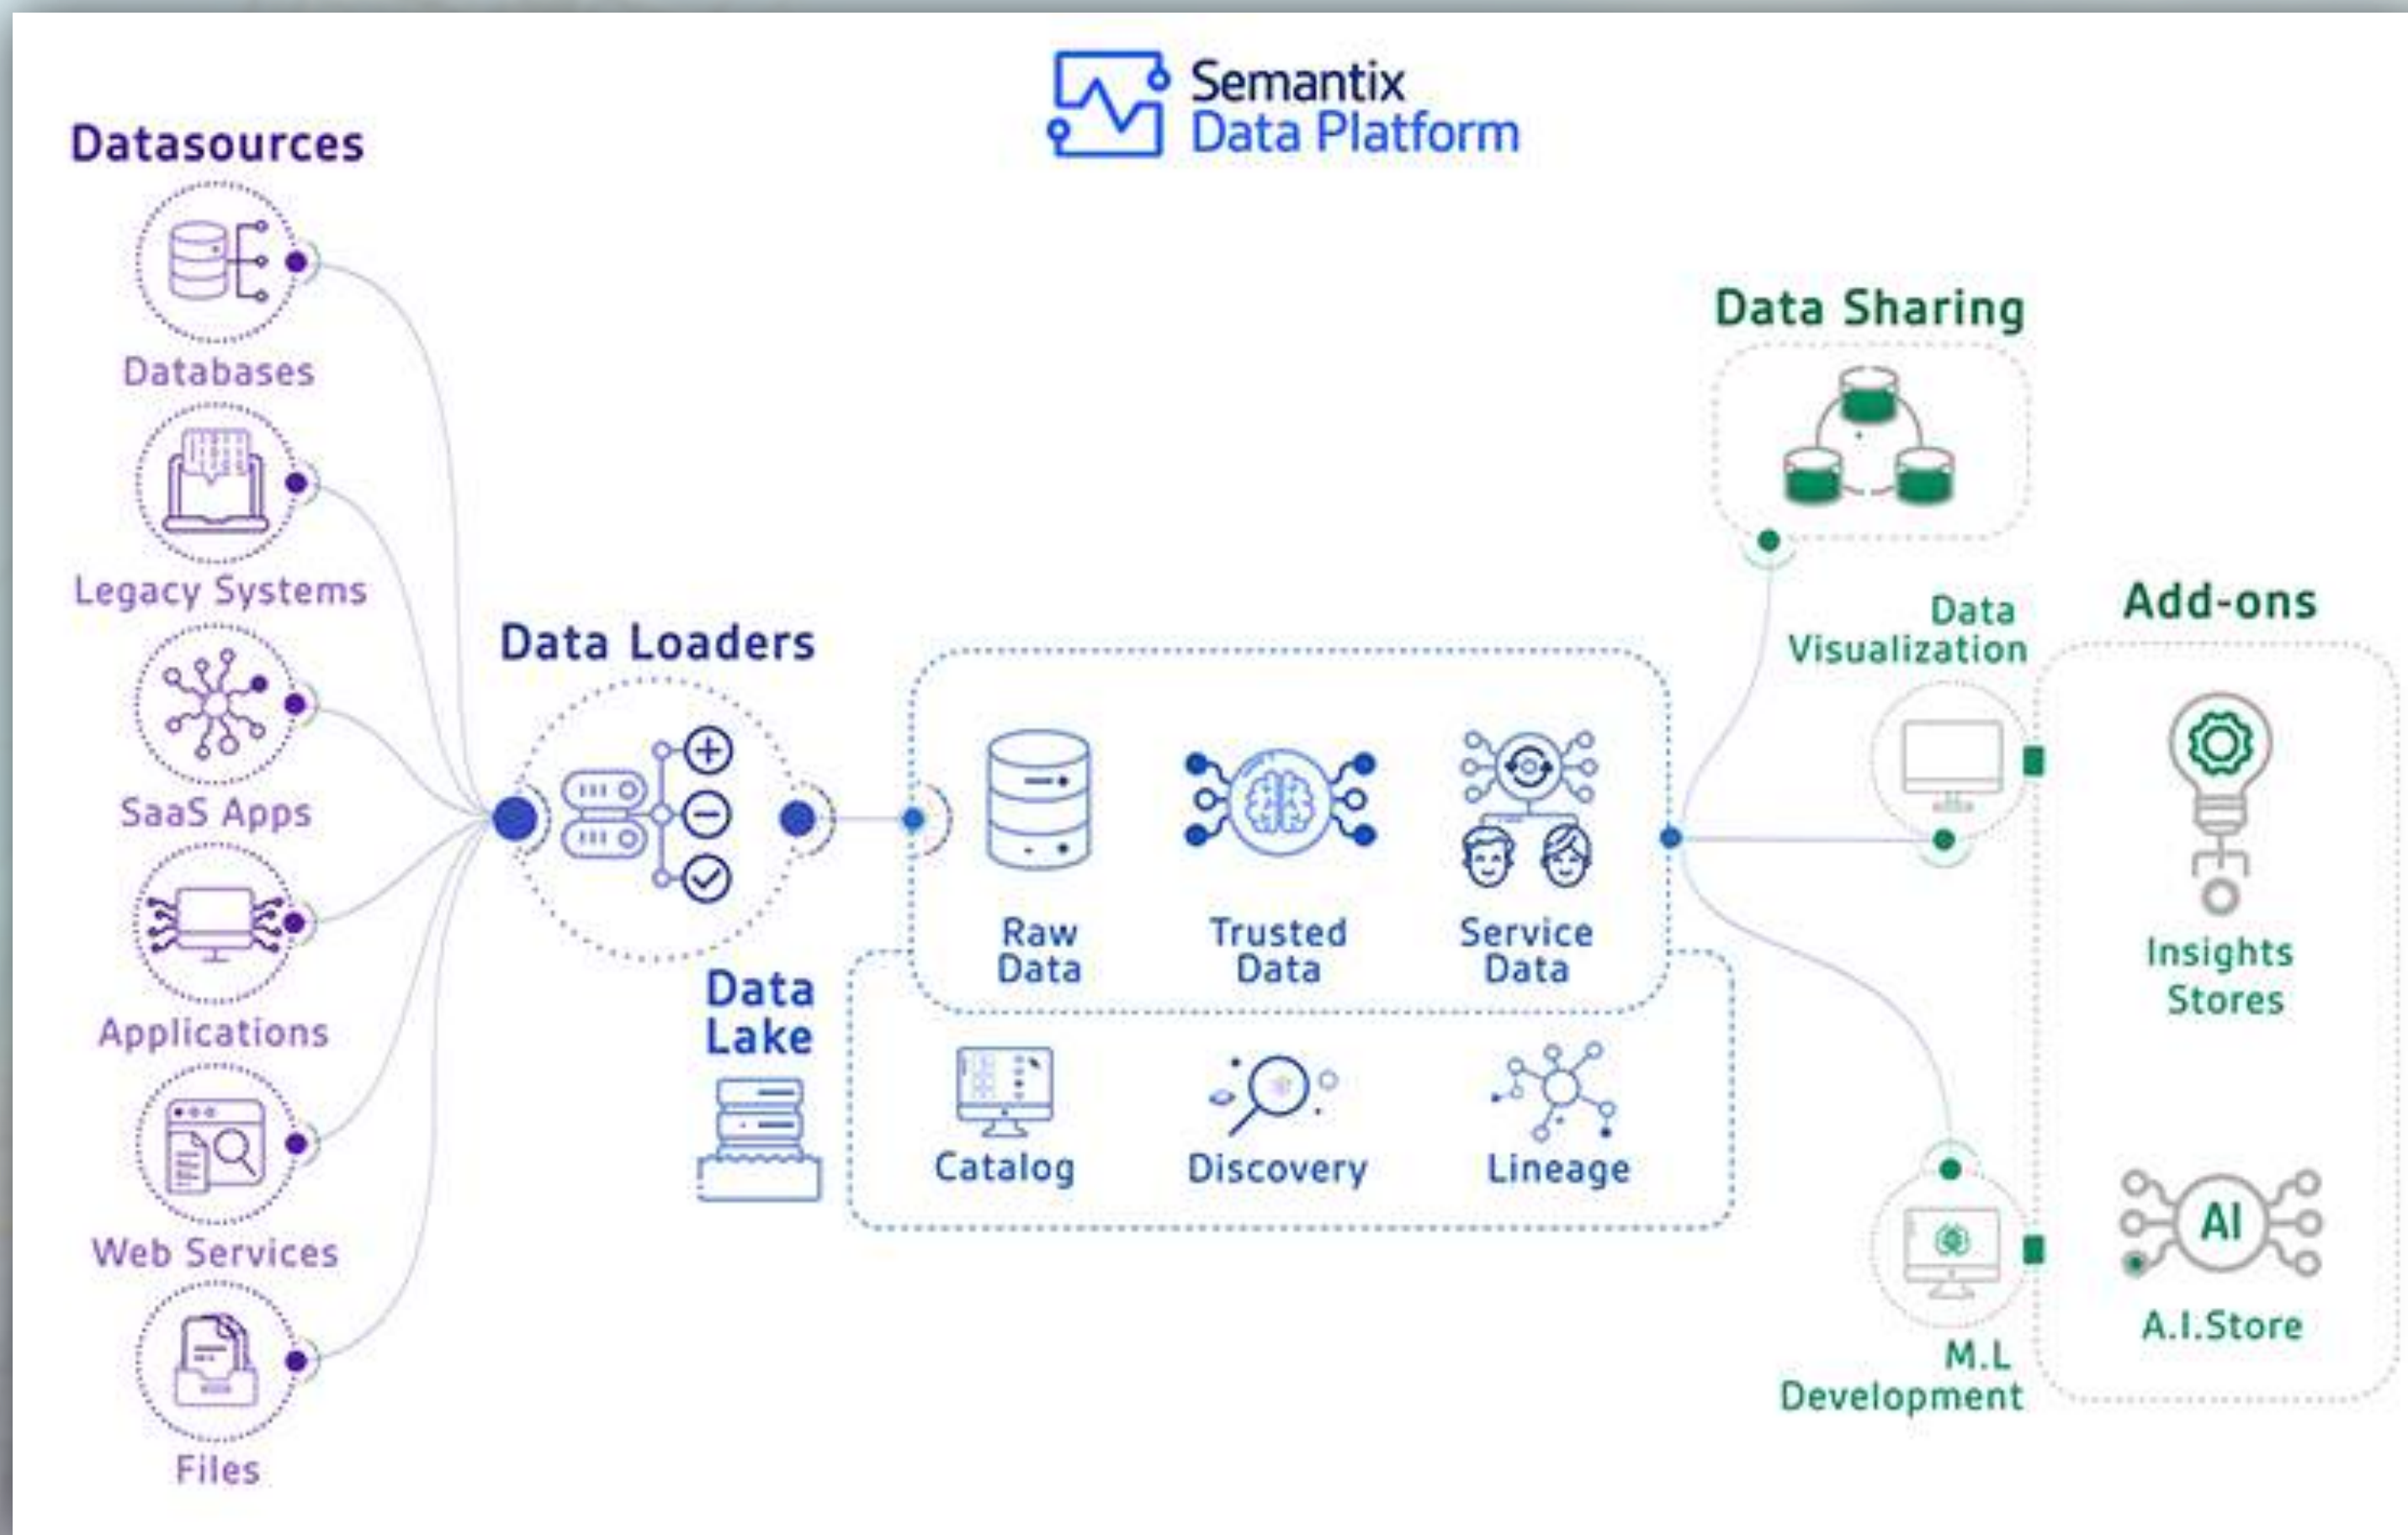 Semantix
Data Platform
Datasources
Databases
Legacy Systems
SaaS Apps
Applications
Web Services
Files
Data Loaders
Data
Lake
Raw
Data
Trusted
Data
Service
Data
Catalog
Discovery
Lineage
Data Sharing
Data
Visualization
M.L
Development
Add-ons
Insights
Stores
AI
A.I.Store